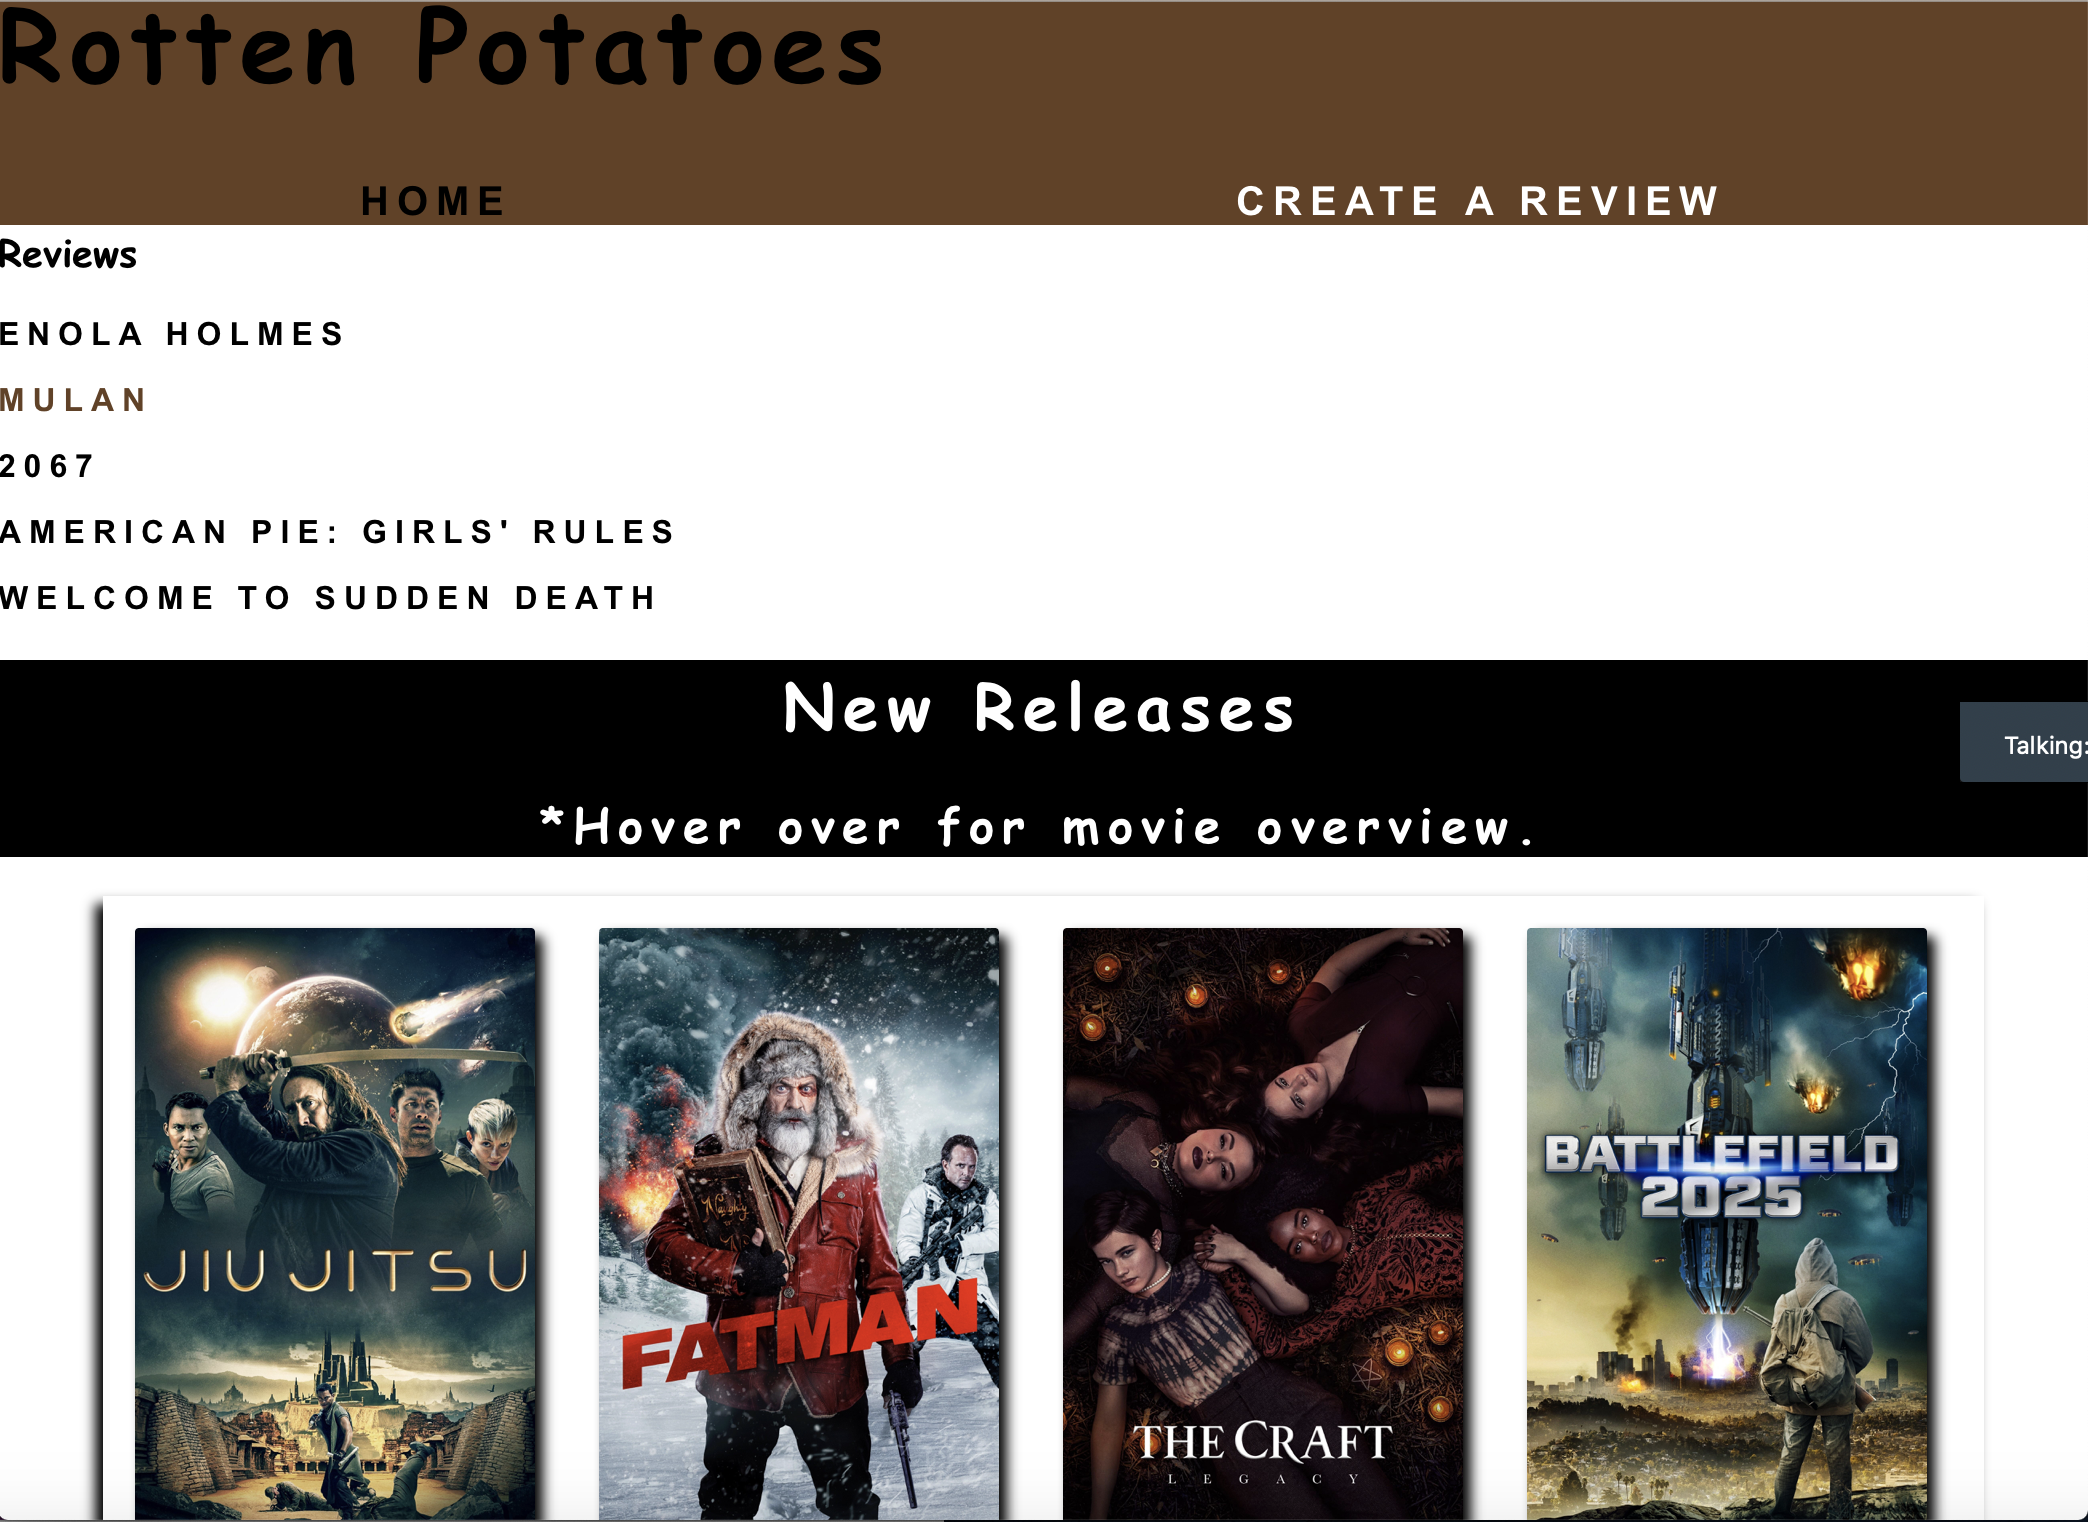 Rotten Potatoes
HOME
CREATE A REVIEW
Reviews
ENOLA HOLMES
MULAN
2067
AMERICAN PIE: GIRLS' RULES
WELCOME TO SUDDEN DEATH
New Releases
Talking:
*Hover over for movie overview.
JIU JITSU
Naughty
FATMAN
THE CRAFT
LEGACY
BATTLEFIELD
2025